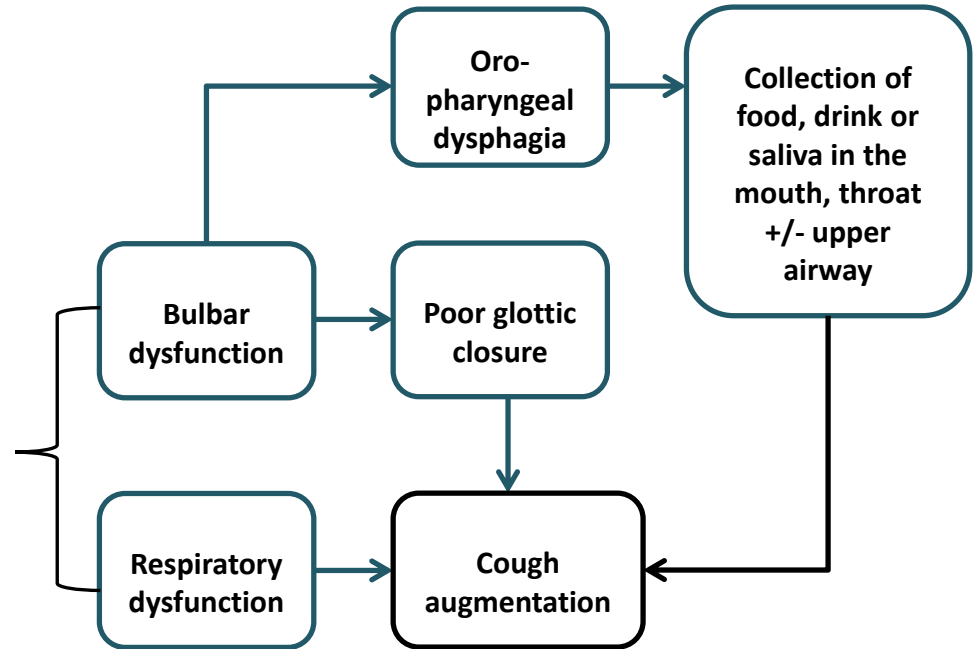 Oro-
pharyngeal
dysphagia
Collection of
food, drink or
saliva in the
mouth, throat
+/- upper
airway
Bulbar
dysfunction
Poor glottic
closure
Respiratory
dysfunction
Cough
augmentation